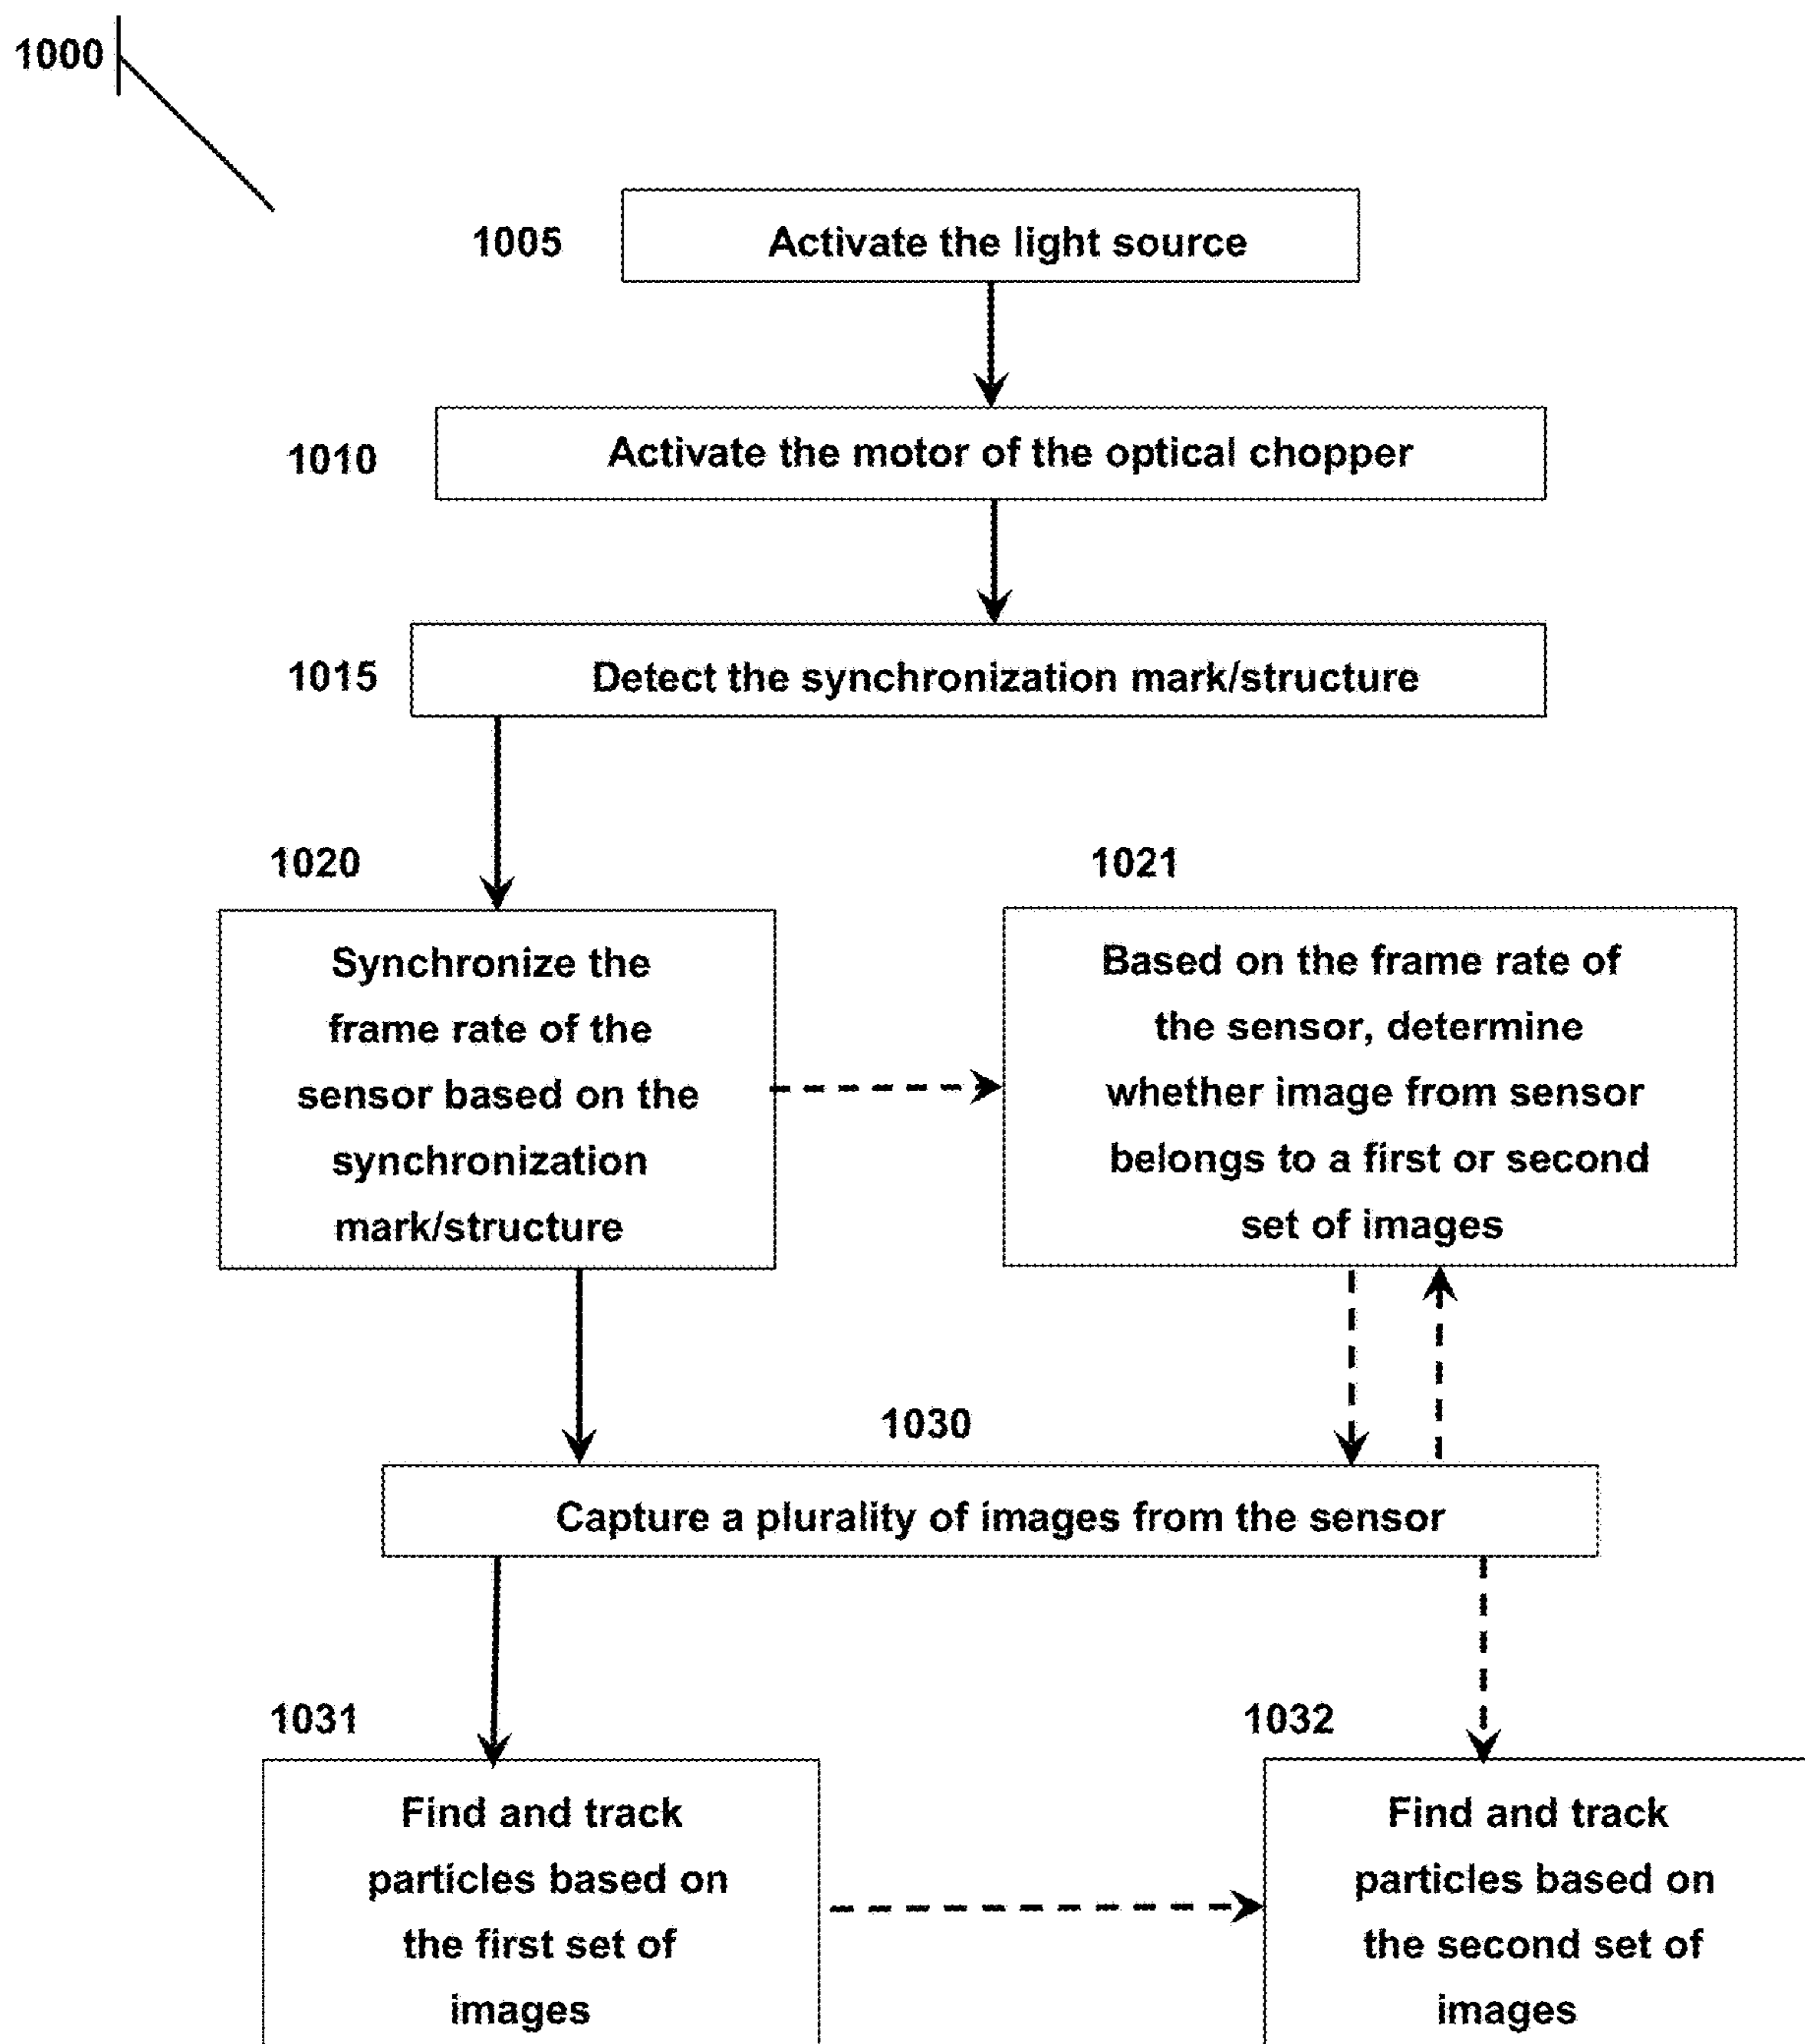 1000
1005
Activate the light source
1010
Activate the motor of the optical chopper
1015
Detect the synchronization mark/structure
1020
Synchronize the
frame rate of the
sensor based on the
synchronization
mark/structure
1021
Based on the frame rate of
the sensor, determine
whether image from sensor
belongs to a first or second
set of images
1030
Capture a plurality of images from the sensor
1031
Find and track
particles based on
the first set of
images
1032
Find and track
particles based on
the second set of
images